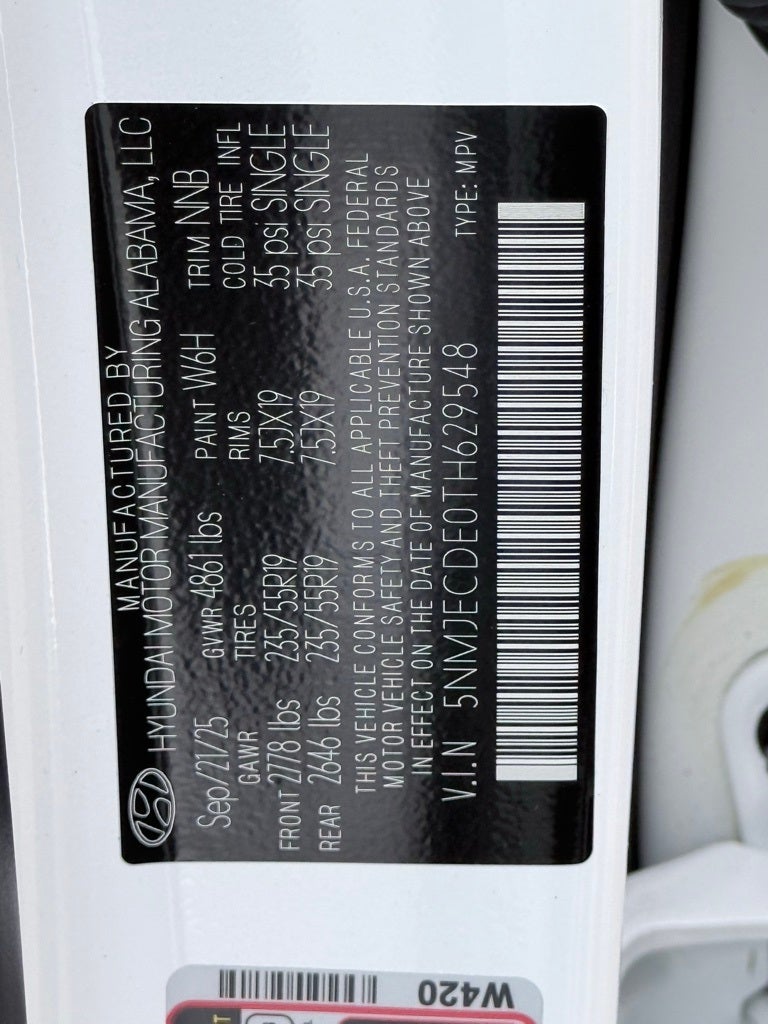 MANUFACTURED BY
HYUNDAI MOTOR MANUFACTURING ALABAMA, LLC
Sep/21/25 GVWR 4861 lbs PAINT W6H TRIM NNB
GAWR TIRES RIMS COLD TIRE INFL
FRONT 2778 lbs 235/55R19 7.5JX19 35 psi SINGLE
REAR 2646 lbs 235/55R19 7.5JX19 35 psi SINGLE
THIS VEHICLE CONFORMS TO ALL APPLICABLE U.S.A. FEDERAL
MOTOR VEHICLE SAFETY AND THEFT PREVENTION STANDARDS
IN EFFECT ON THE DATE OF MANUFACTURE SHOWN ABOVE
V.I.N 5NMJECDE0TH629548 TYPE: MPV
W420